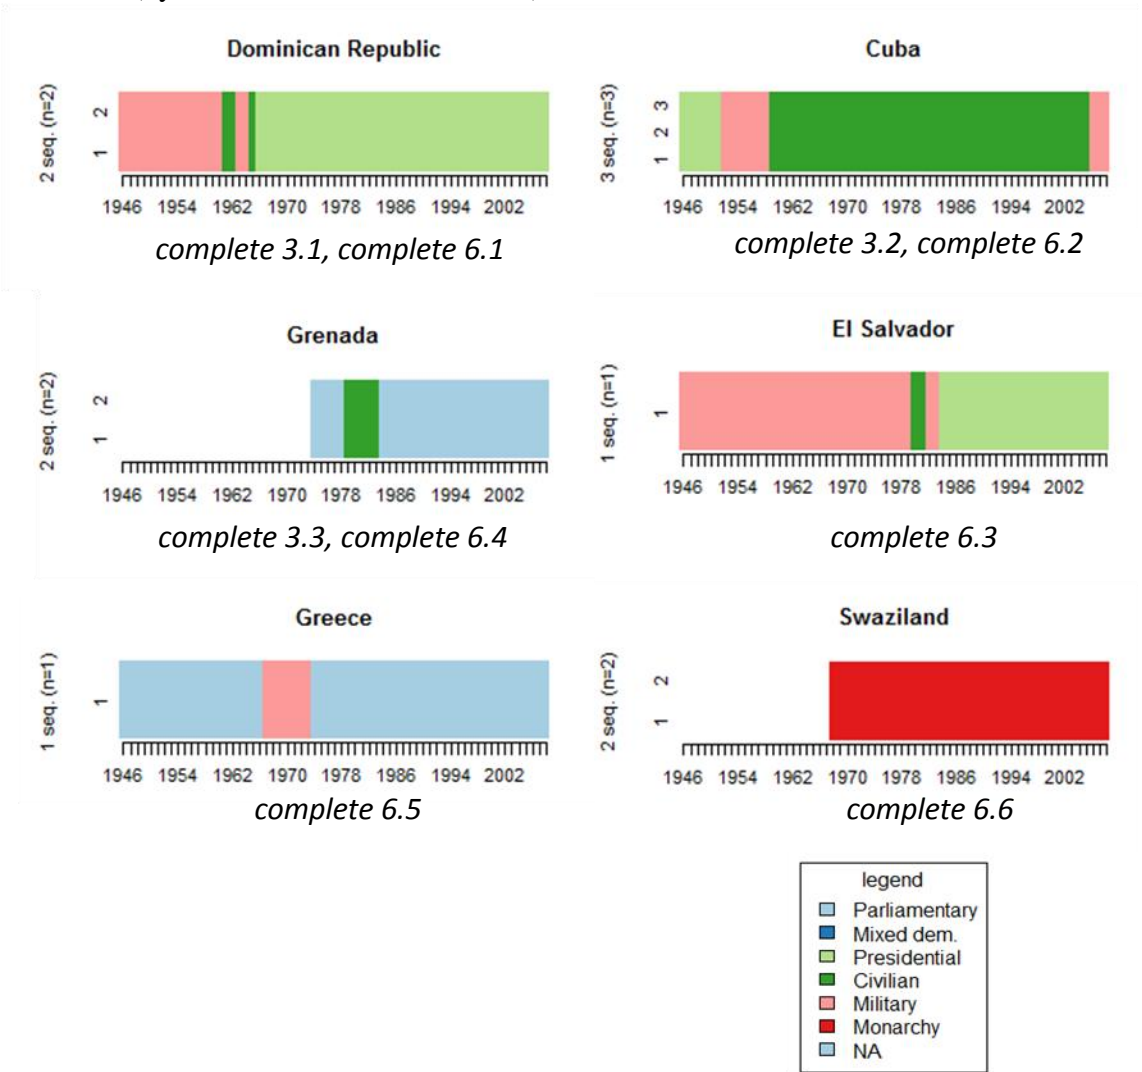 Dominican Republic
2 seq. (n=2)
2
1
1946 1954 1962 1970 1978 1986 1994 2002
complete 3.1, complete 6.1
Cuba
3 seq. (n=3)
3
2
1
1946 1954 1962 1970 1978 1986 1994 2002
complete 3.2, complete 6.2
Grenada
2 seq. (n=2)
2
1
1946 1954 1962 1970 1978 1986 1994 2002
complete 3.3, complete 6.4
El Salvador
1 seq. (n=1)
1
1946 1954 1962 1970 1978 1986 1994 2002
complete 6.3
Greece
1 seq. (n=1)
1
1946 1954 1962 1970 1978 1986 1994 2002
complete 6.5
Swaziland
2 seq. (n=2)
2
1
1946 1954 1962 1970 1978 1986 1994 2002
complete 6.6
legend
Parliamentary
Mixed dem.
Presidential
Civilian
Military
Monarchy
NA